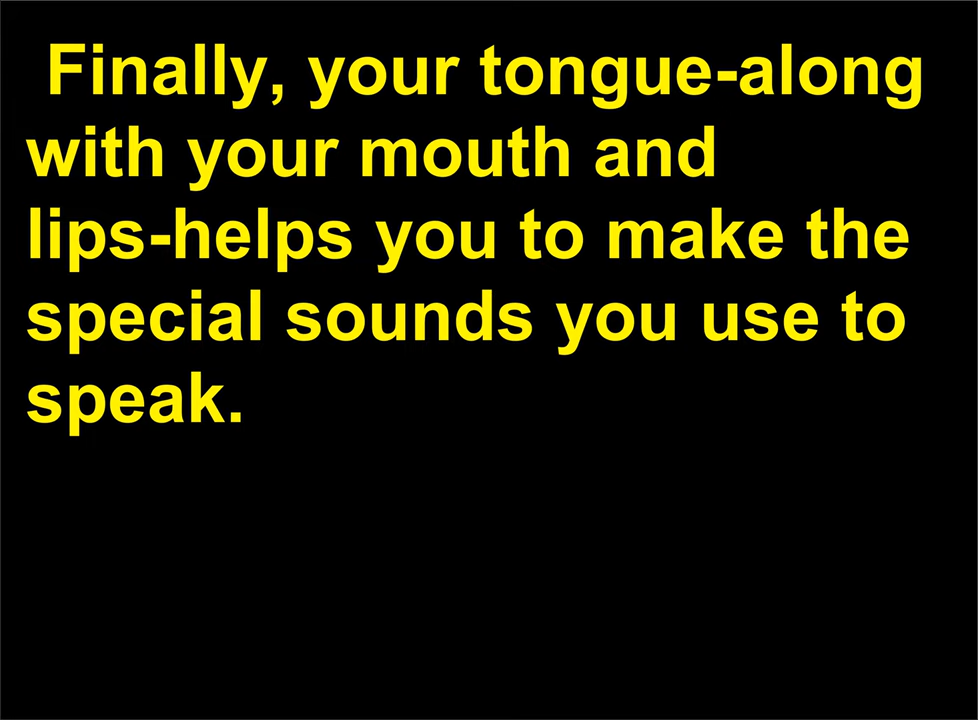 Finally, your tongue-along
with your mouth and
lips-helps you to make the
special sounds you use to
speak.